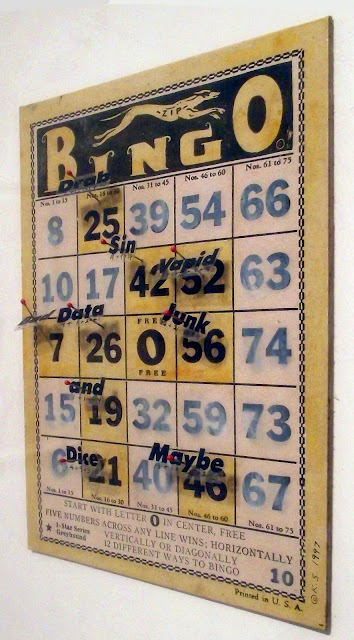 ZIP
BINGO
Drab
Nos. 1 to 15 Nos. 16 to 30 Nos. 31 to 45 Nos. 46 to 60 Nos. 61 to 75
8 25 39 54 66
Sin Vapid
10 17 42 52 63
Data Junk
FREE
7 26 0 56 74
FREE
and
15 19 32 59 73
Dice Maybe
6 21 40 46 67
Nos. 1 to 15 Nos. 16 to 30 Nos. 31 to 45 Nos. 46 to 60 Nos. 61 to 75
START WITH LETTER O IN CENTER, FREE
FIVE NUMBERS ACROSS ANY LINE WINS; HORIZONTALLY
VERTICALLY OR DIAGONALLY
12 DIFFERENT WAYS TO BINGO
★ 1-Star Series
Greyhound
10
Printed in U. S. A.
©K.S. 1997